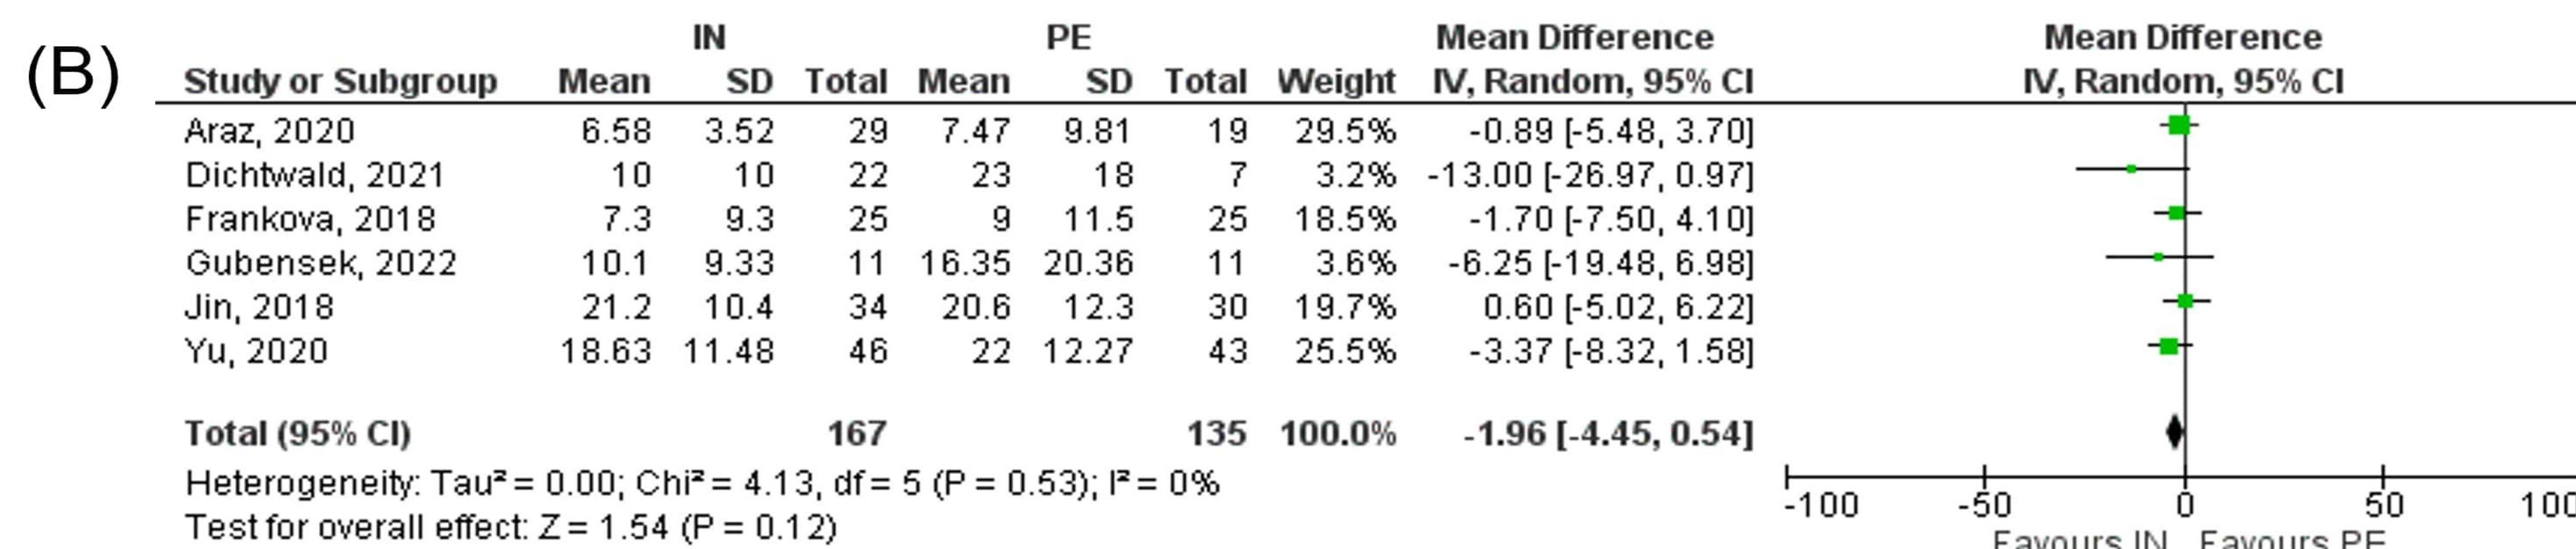 (B)
IN PE Mean Difference Mean Difference
Study or Subgroup Mean SD Total Mean SD Total Weight IV, Random, 95% CI IV, Random, 95% CI
Araz, 2020 6.58 3.52 29 7.47 9.81 19 29.5% -0.89 [-5.48, 3.70]
Dichtwald, 2021 10 10 22 23 18 7 3.2% -13.00 [-26.97, 0.97]
Frankova, 2018 7.3 9.3 25 9 11.5 25 18.5% -1.70 [-7.50, 4.10]
Gubensek, 2022 10.1 9.33 11 16.35 20.36 11 3.6% -6.25 [-19.48, 6.98]
Jin, 2018 21.2 10.4 34 20.6 12.3 30 19.7% 0.60 [-5.02, 6.22]
Yu, 2020 18.63 11.48 46 22 12.27 43 25.5% -3.37 [-8.32, 1.58]
Total (95% CI) 167 135 100.0% -1.96 [-4.45, 0.54]
Heterogeneity: Tau² = 0.00; Chi² = 4.13, df = 5 (P = 0.53); I² = 0%
Test for overall effect: Z = 1.54 (P = 0.12)
-100 -50 0 50 100
Favours IN Favours PE